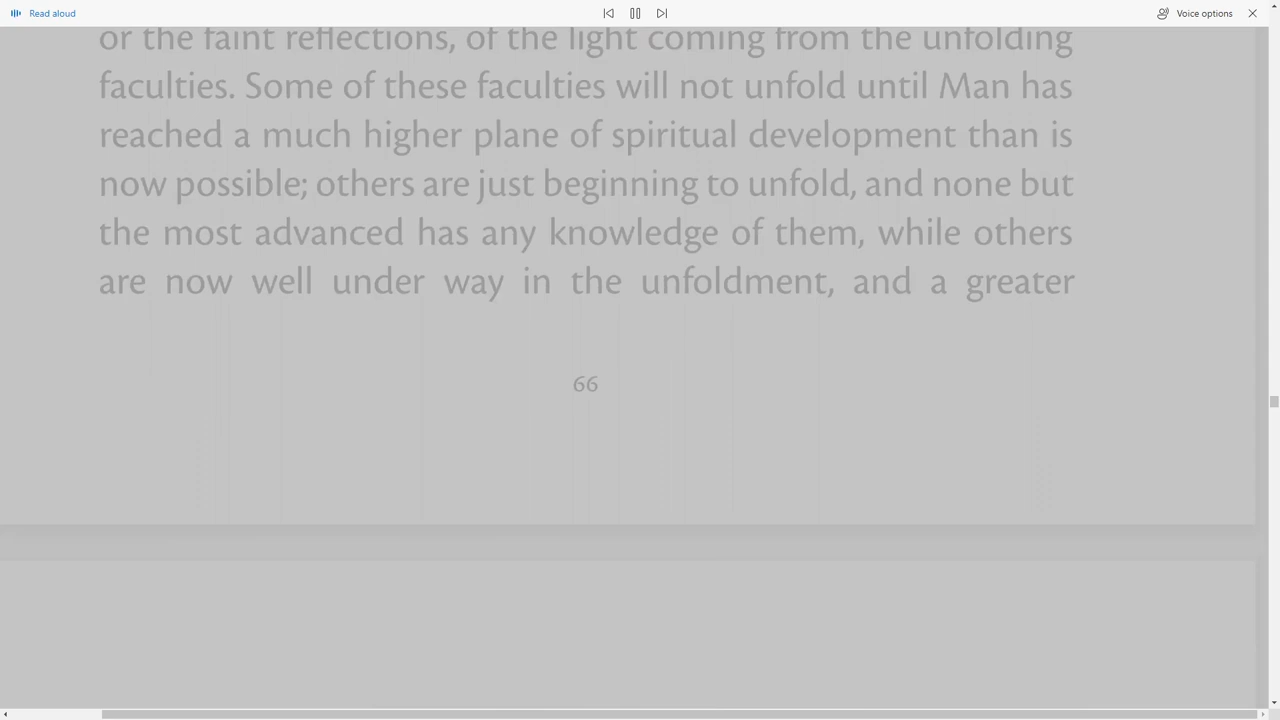 Read aloud
Voice options
or the faint reflections, of the light coming from the unfolding
faculties. Some of these faculties will not unfold until Man has
reached a much higher plane of spiritual development than is
now possible; others are just beginning to unfold, and none but
the most advanced has any knowledge of them, while others
are now well under way in the unfoldment, and a greater
66